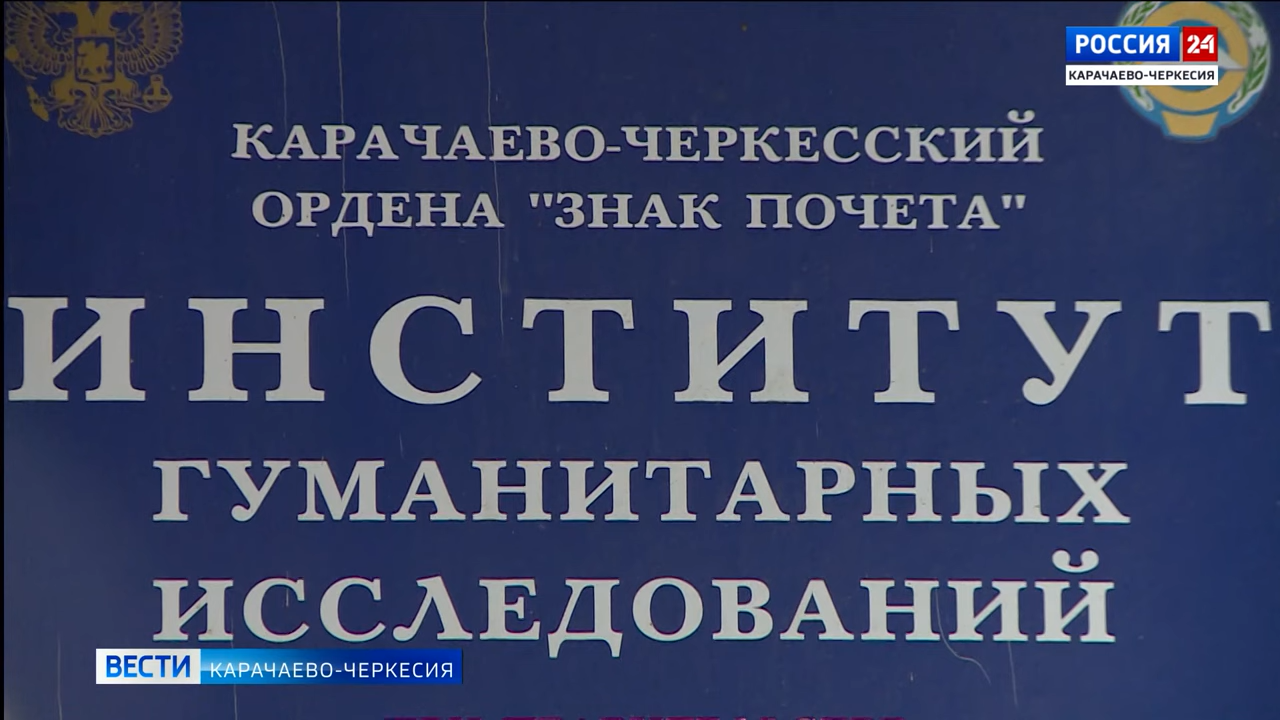 РОССИЯ 24
КАРАЧАЕВО-ЧЕРКЕСИЯ
КАРАЧАЕВО-ЧЕРКЕССКИЙ
ОРДЕНА "ЗНАК ПОЧЕТА"
ИНСТИТУТ
ГУМАНИТАРНЫХ
ИССЛЕДОВАНИЙ
ВЕСТИ КАРАЧАЕВО-ЧЕРКЕСИЯ